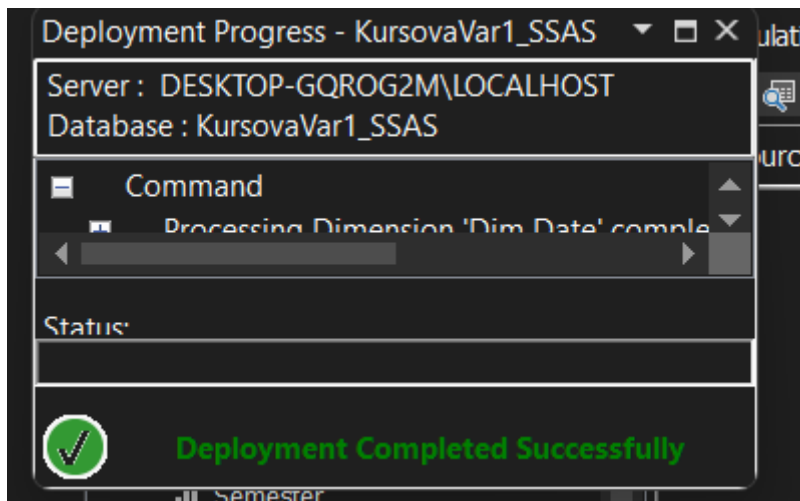 Deployment Progress - KursovaVar1_SSAS
Server : DESKTOP-GQROG2M\LOCALHOST
Database : KursovaVar1_SSAS
Command
Processing Dimension 'Dim Date' comple
Status:
Deployment Completed Successfully
Semester